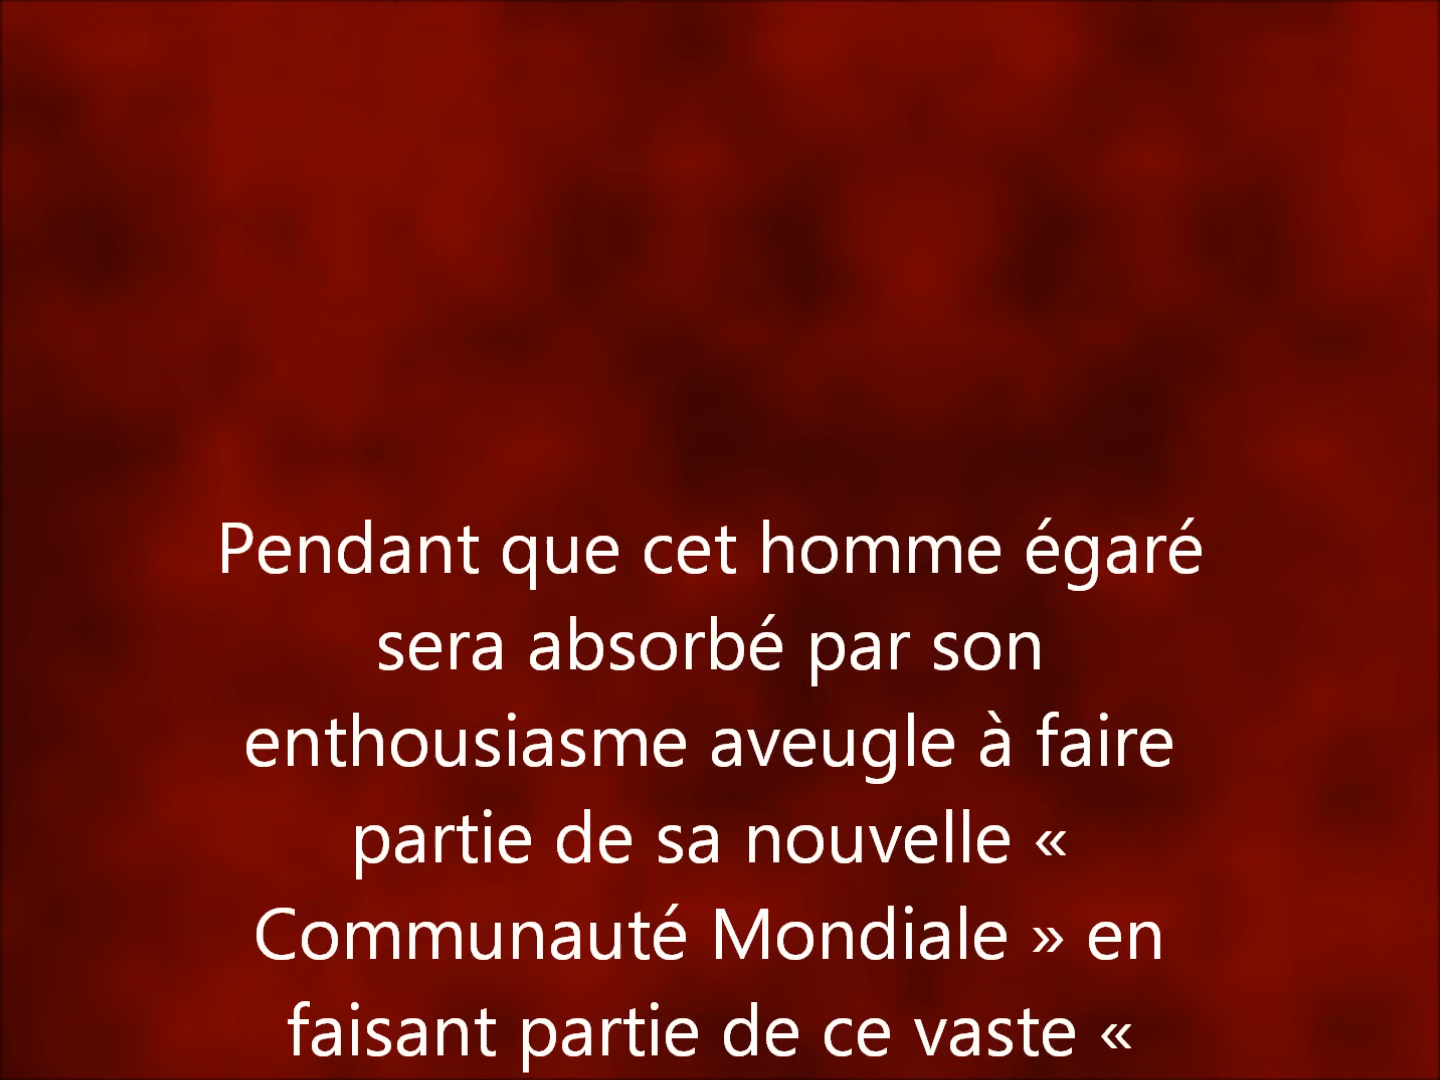 Pendant que cet homme égaré
sera absorbé par son
enthousiasme aveugle à faire
partie de sa nouvelle «
Communauté Mondiale » en
faisant partie de ce vaste «